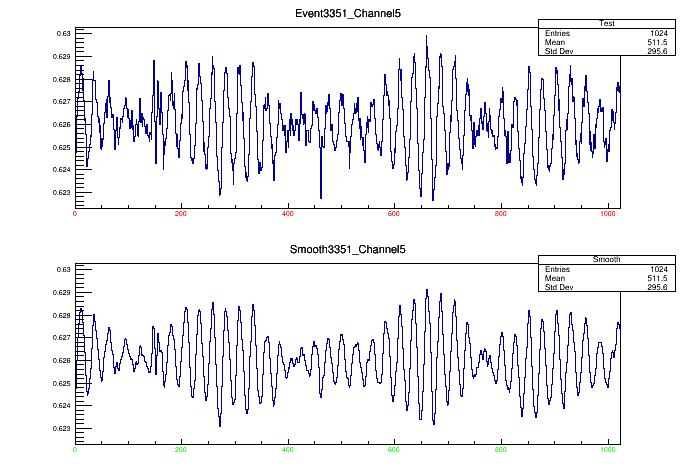 Event3351_Channel5
Test
Entries 1024
Mean 511.5
Std Dev 295.6
0.63
0.629
0.628
0.627
0.626
0.625
0.624
0.623
0 200 400 600 800 1000
Smooth3351_Channel5
Smooth
Entries 1024
Mean 511.5
Std Dev 295.6
0.63
0.629
0.628
0.627
0.626
0.625
0.624
0.623
0 200 400 600 800 1000